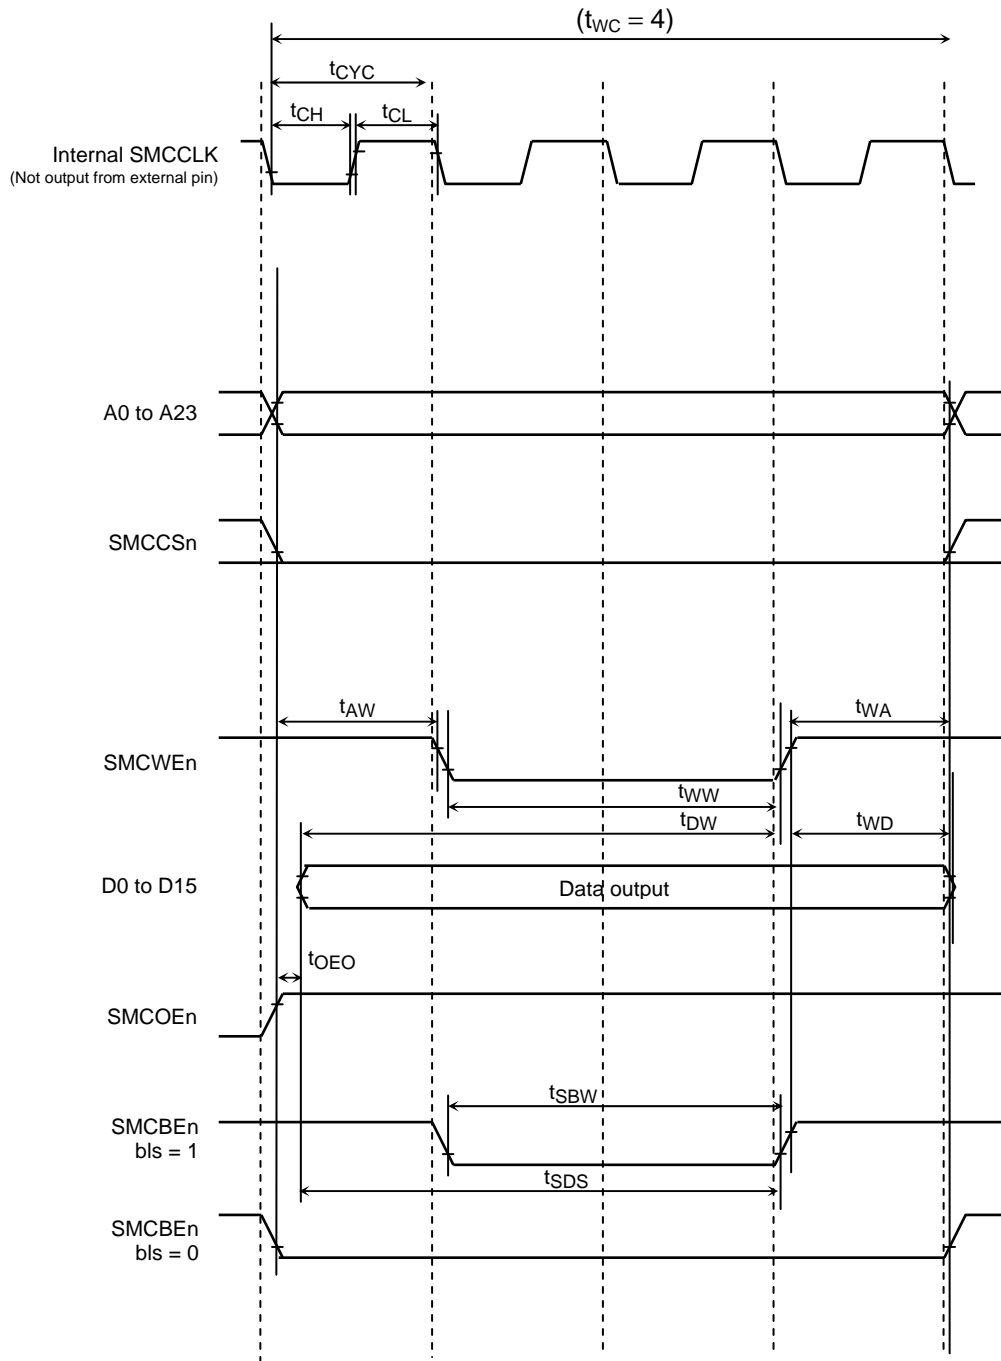 (tWC = 4)
tCYC
tCH
tCL
Internal SMCCLK
(Not output from external pin)
A0 to A23
SMCCSn
tAW
tWA
SMCWEn
tWW
tDW
tWD
D0 to D15
Data output
tOEO
SMCOEn
tSBW
SMCBEn
bls = 1
tSDS
SMCBEn
bls = 0